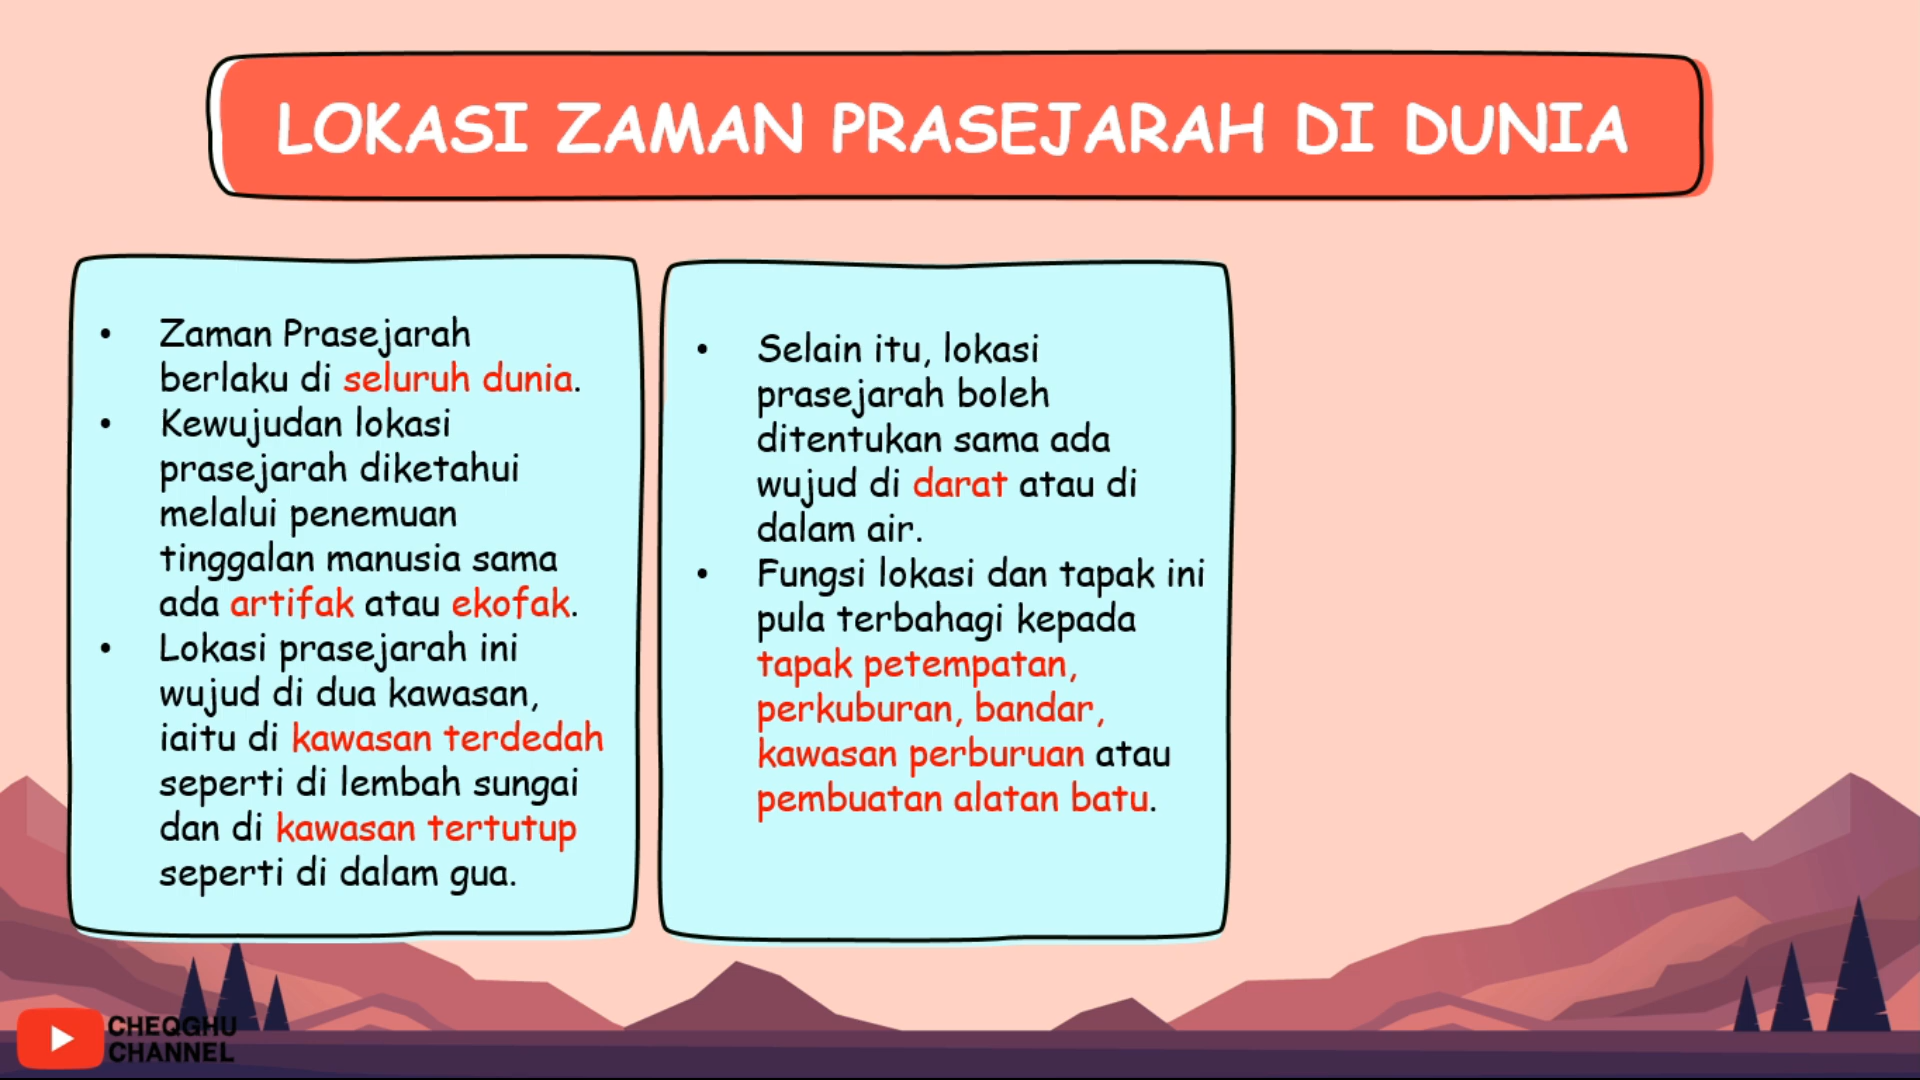 LOKASI ZAMAN PRASEJARAH DI DUNIA
• Zaman Prasejarah
berlaku di seluruh dunia.
• Kewujudan lokasi
prasejarah diketahui
melalui penemuan
tinggalan manusia sama
ada artifak atau ekofak.
• Lokasi prasejarah ini
wujud di dua kawasan,
iaitu di kawasan terdedah
seperti di lembah sungai
dan di kawasan tertutup
seperti di dalam gua.
• Selain itu, lokasi
prasejarah boleh
ditentukan sama ada
wujud di darat atau di
dalam air.
• Fungsi lokasi dan tapak ini
pula terbahagi kepada
tapak petempatan,
perkuburan, bandar,
kawasan perburuan atau
pembuatan alatan batu.
CHEQGHU
CHANNEL